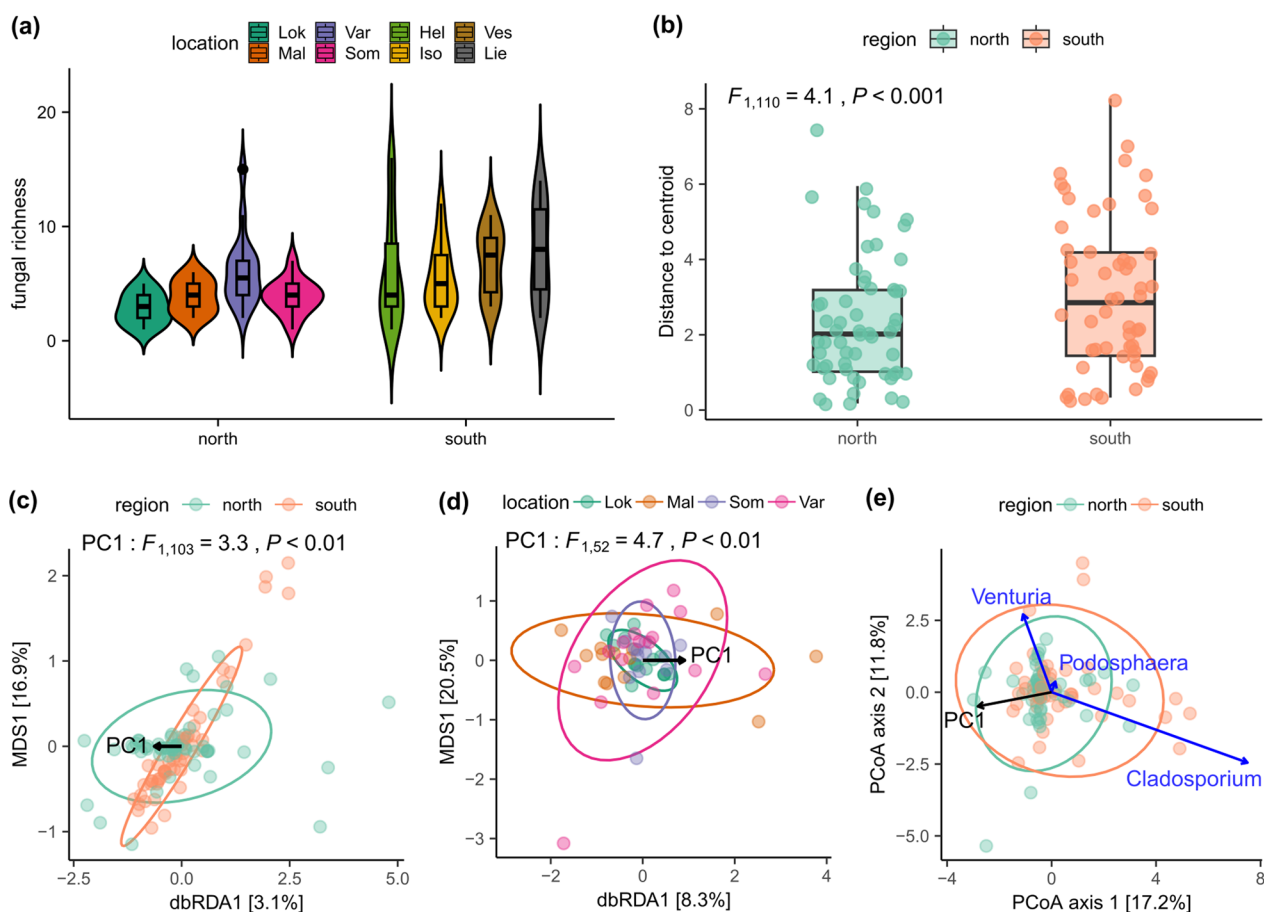 (a)
location
Lok
Var
Hel
Ves
Mal
Som
Iso
Lie
fungal richness
20
10
0
north
south
(b)
region
north
south
F1,110 = 4.1 , P < 0.001
Distance to centroid
8
6
4
2
0
north
south
(c)
region
north
south
PC1 : F1,103 = 3.3 , P < 0.01
MDS1 [16.9%]
2
1
0
−1
PC1
−2.5
0.0
2.5
5.0
dbRDA1 [3.1%]
(d)
location
Lok
Mal
Som
Var
PC1 : F1,52 = 4.7 , P < 0.01
MDS1 [20.5%]
1
0
−1
−2
−3
PC1
−2
0
2
4
dbRDA1 [8.3%]
(e)
region
north
south
PCoA axis 2 [11.8%]
2.5
0.0
−2.5
−5.0
Venturia
Podosphaera
PC1
Cladosporium
−4
0
4
8
PCoA axis 1 [17.2%]